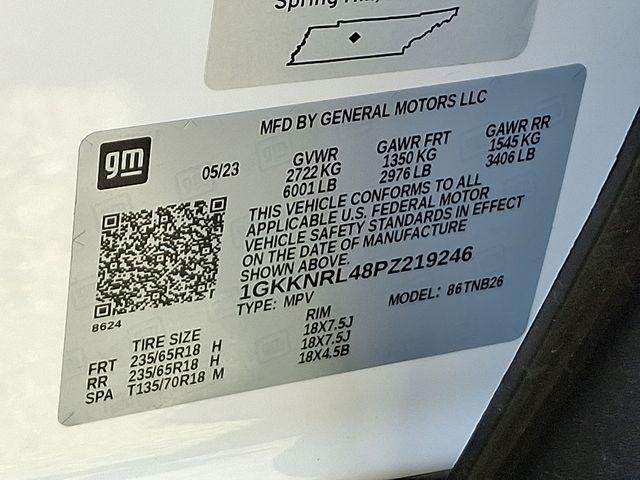 Spring Hill,
MFD BY GENERAL MOTORS LLC
gm
05/23
GVWR GAWR FRT GAWR RR
2722 KG 1350 KG 1545 KG
6001 LB 2976 LB 3406 LB
THIS VEHICLE CONFORMS TO ALL
APPLICABLE U.S. FEDERAL MOTOR
VEHICLE SAFETY STANDARDS IN EFFECT
ON THE DATE OF MANUFACTURE
SHOWN ABOVE.
1GKKNRL48PZ219246
TYPE: MPV MODEL: 86TNB26
8624
TIRE SIZE RIM
FRT 235/65R18 H 18X7.5J
RR 235/65R18 H 18X7.5J
SPA T135/70R18 M 18X4.5B